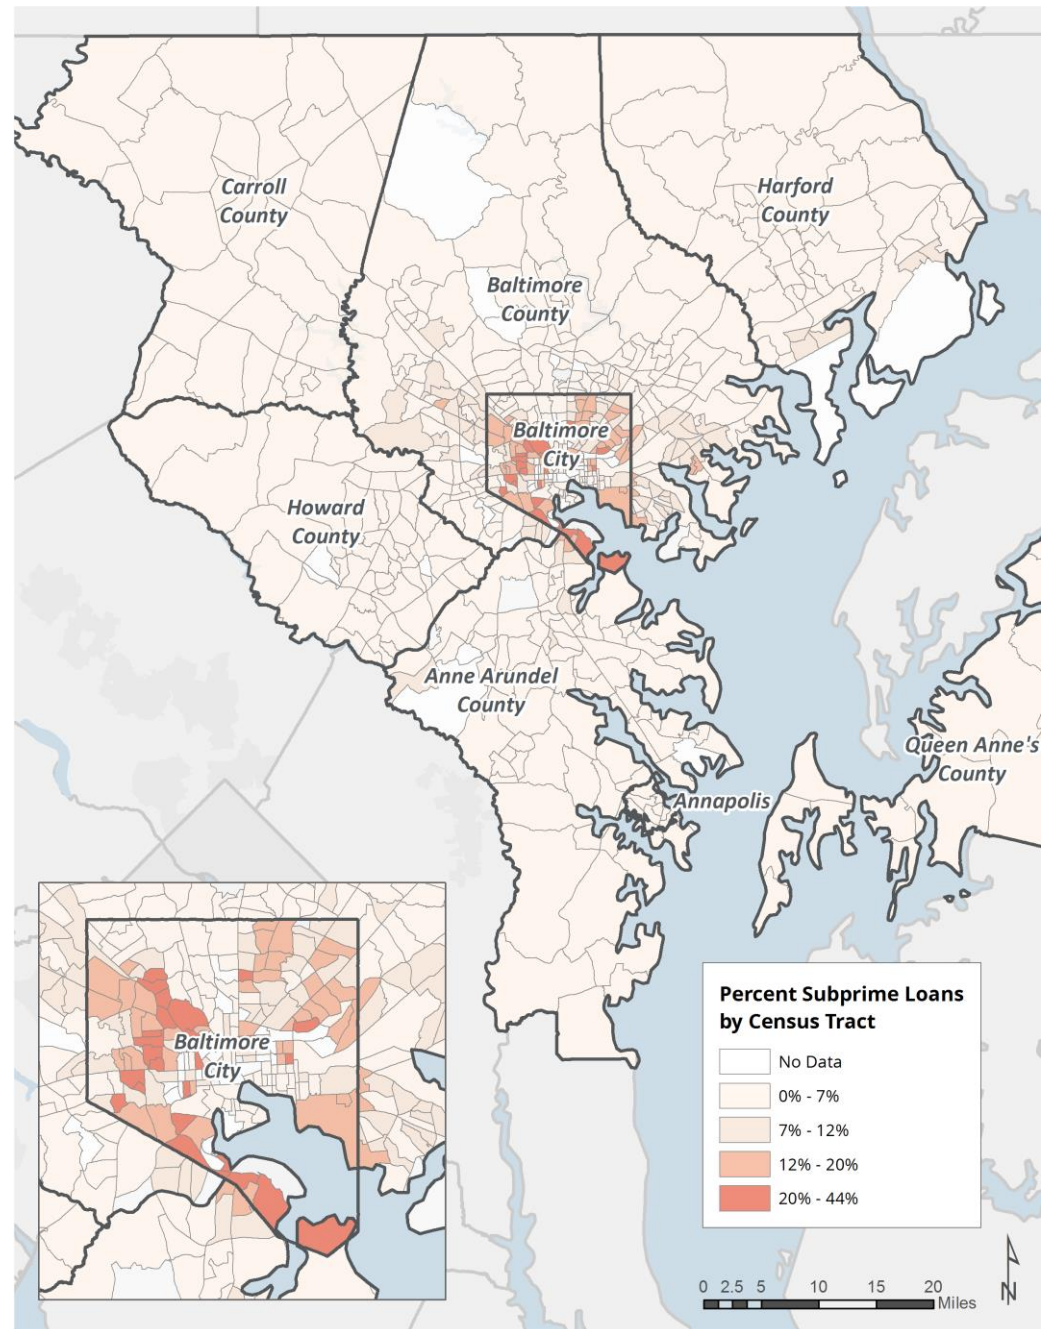 Carroll
County
Harford
County
Baltimore
County
Baltimore
City
Howard
County
Anne Arundel
County
Queen Anne's
County
Annapolis
Baltimore
City
Percent Subprime Loans
by Census Tract
No Data
0% - 7%
7% - 12%
12% - 20%
20% - 44%
0 2.5 5 10 15 20
Miles
N